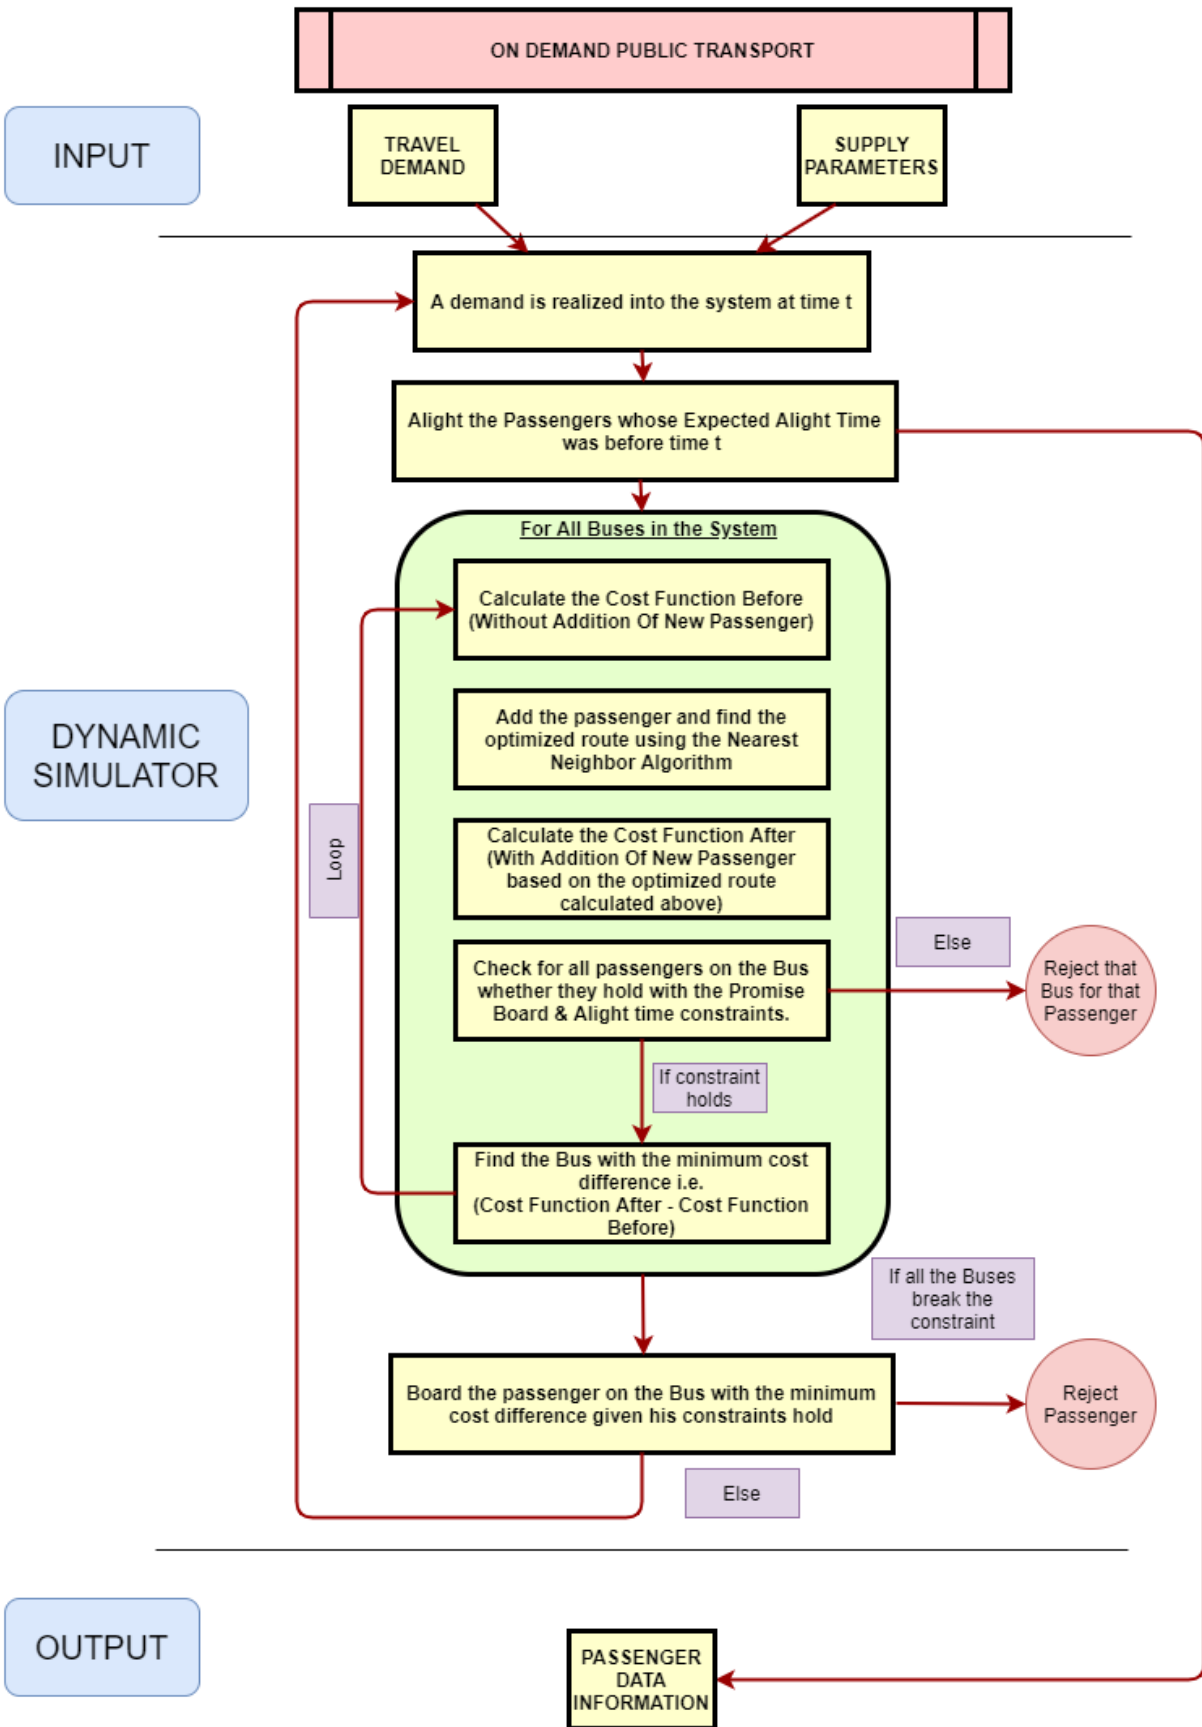 ON DEMAND PUBLIC TRANSPORT
INPUT
TRAVEL
DEMAND
SUPPLY
PARAMETERS
A demand is realized into the system at time t
Alight the Passengers whose Expected Alight Time
was before time t
For All Buses in the System
Calculate the Cost Function Before
(Without Addition Of New Passenger)
DYNAMIC
SIMULATOR
Add the passenger and find the
optimized route using the Nearest
Neighbor Algorithm
Loop
Calculate the Cost Function After
(With Addition Of New Passenger
based on the optimized route
calculated above)
Else
Check for all passengers on the Bus
whether they hold with the Promise
Board & Alight time constraints.
Reject that
Bus for that
Passenger
If constraint
holds
Find the Bus with the minimum cost
difference i.e.
(Cost Function After - Cost Function
Before)
If all the Buses
break the
constraint
Board the passenger on the Bus with the minimum
cost difference given his constraints hold
Reject
Passenger
Else
OUTPUT
PASSENGER
DATA
INFORMATION